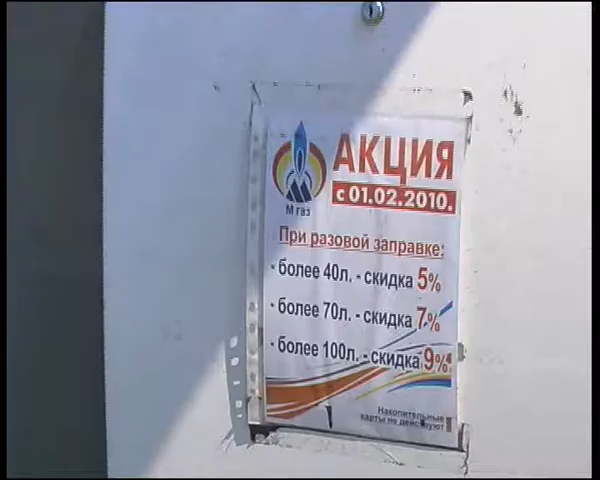 АКЦИЯ
с 01.02.2010.
М газ
При разовой заправке:
· более 40л. - скидка 5%
· более 70л. - скидка 7%
· более 100л. - скидка 9%
Накопительные
карты не действуют